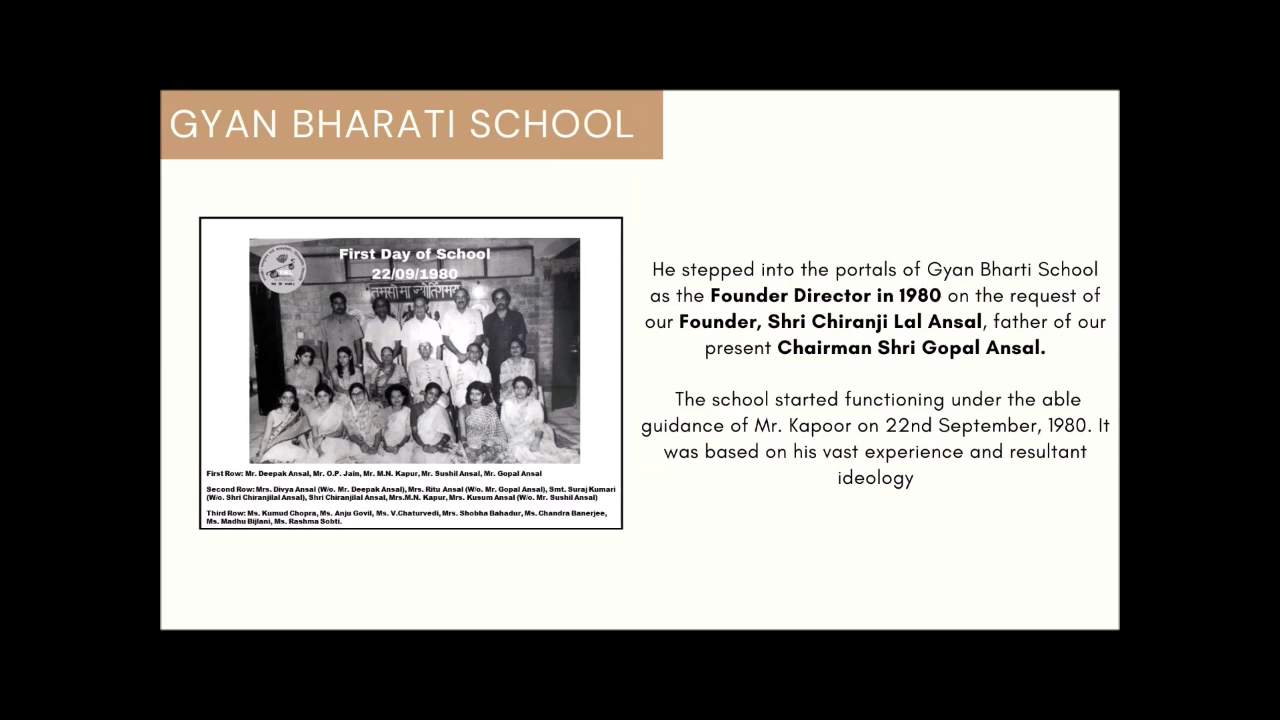 GYAN BHARATI SCHOOL
First Day of School
22/09/1980
तमसो मा ज्योतिर्गमय
First Row: Mr. Deepak Ansal, Mr. O.P. Jain, Mr. M.N. Kapur, Mr. Sushil Ansal, Mr. Gopal Ansal
Second Row: Mrs. Divya Ansal (W/o. Mr. Deepak Ansal), Mrs. Ritu Ansal (W/o. Mr. Gopal Ansal), Smt. Suraj Kumari
(W/o. Shri Chiranjilal Ansal), Shri Chiranjilal Ansal, Mrs.M.N. Kapur, Mrs. Kusum Ansal (W/o. Mr. Sushil Ansal)
Third Row: Ms. Kumud Chopra, Ms. Anju Govil, Ms. V.Chaturvedi, Mrs. Shobha Bahadur, Ms. Chandra Banerjee,
Ms. Madhu Bijlani, Ms. Rashma Sobti.
He stepped into the portals of Gyan Bharti School
as the Founder Director in 1980 on the request of
our Founder, Shri Chiranji Lal Ansal, father of our
present Chairman Shri Gopal Ansal.
The school started functioning under the able
guidance of Mr. Kapoor on 22nd September, 1980. It
was based on his vast experience and resultant
ideology